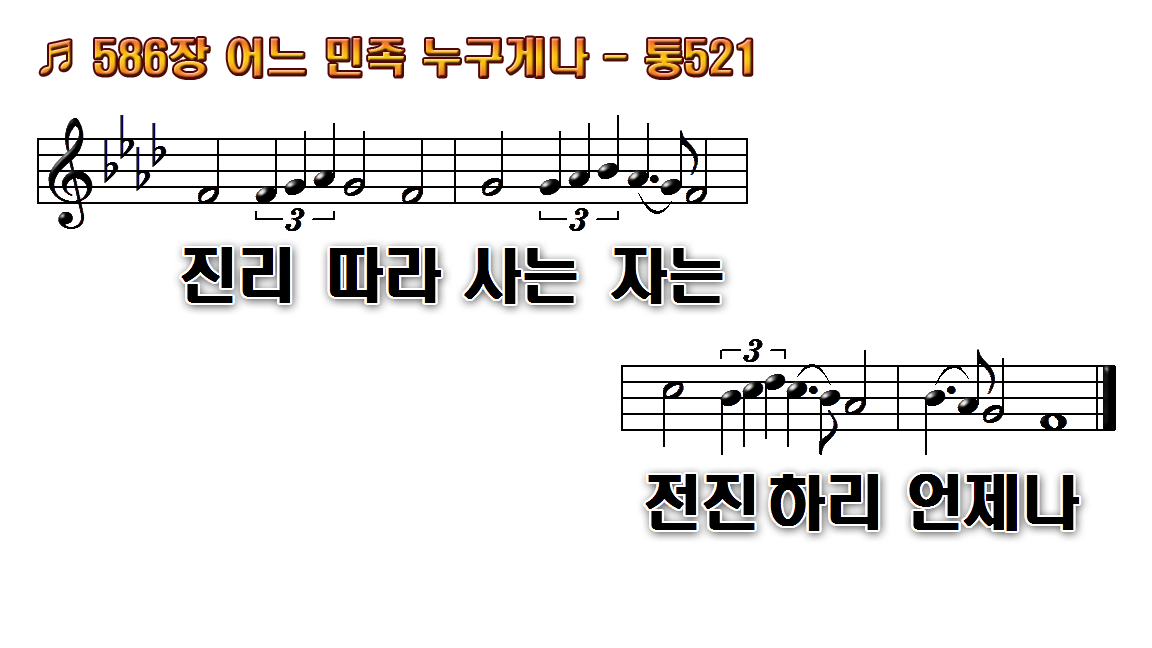 ♬ 586장 어느 민족 누구게나 - 통521
3 3
진리 따라 사는 자는
3
전진하리 언제나